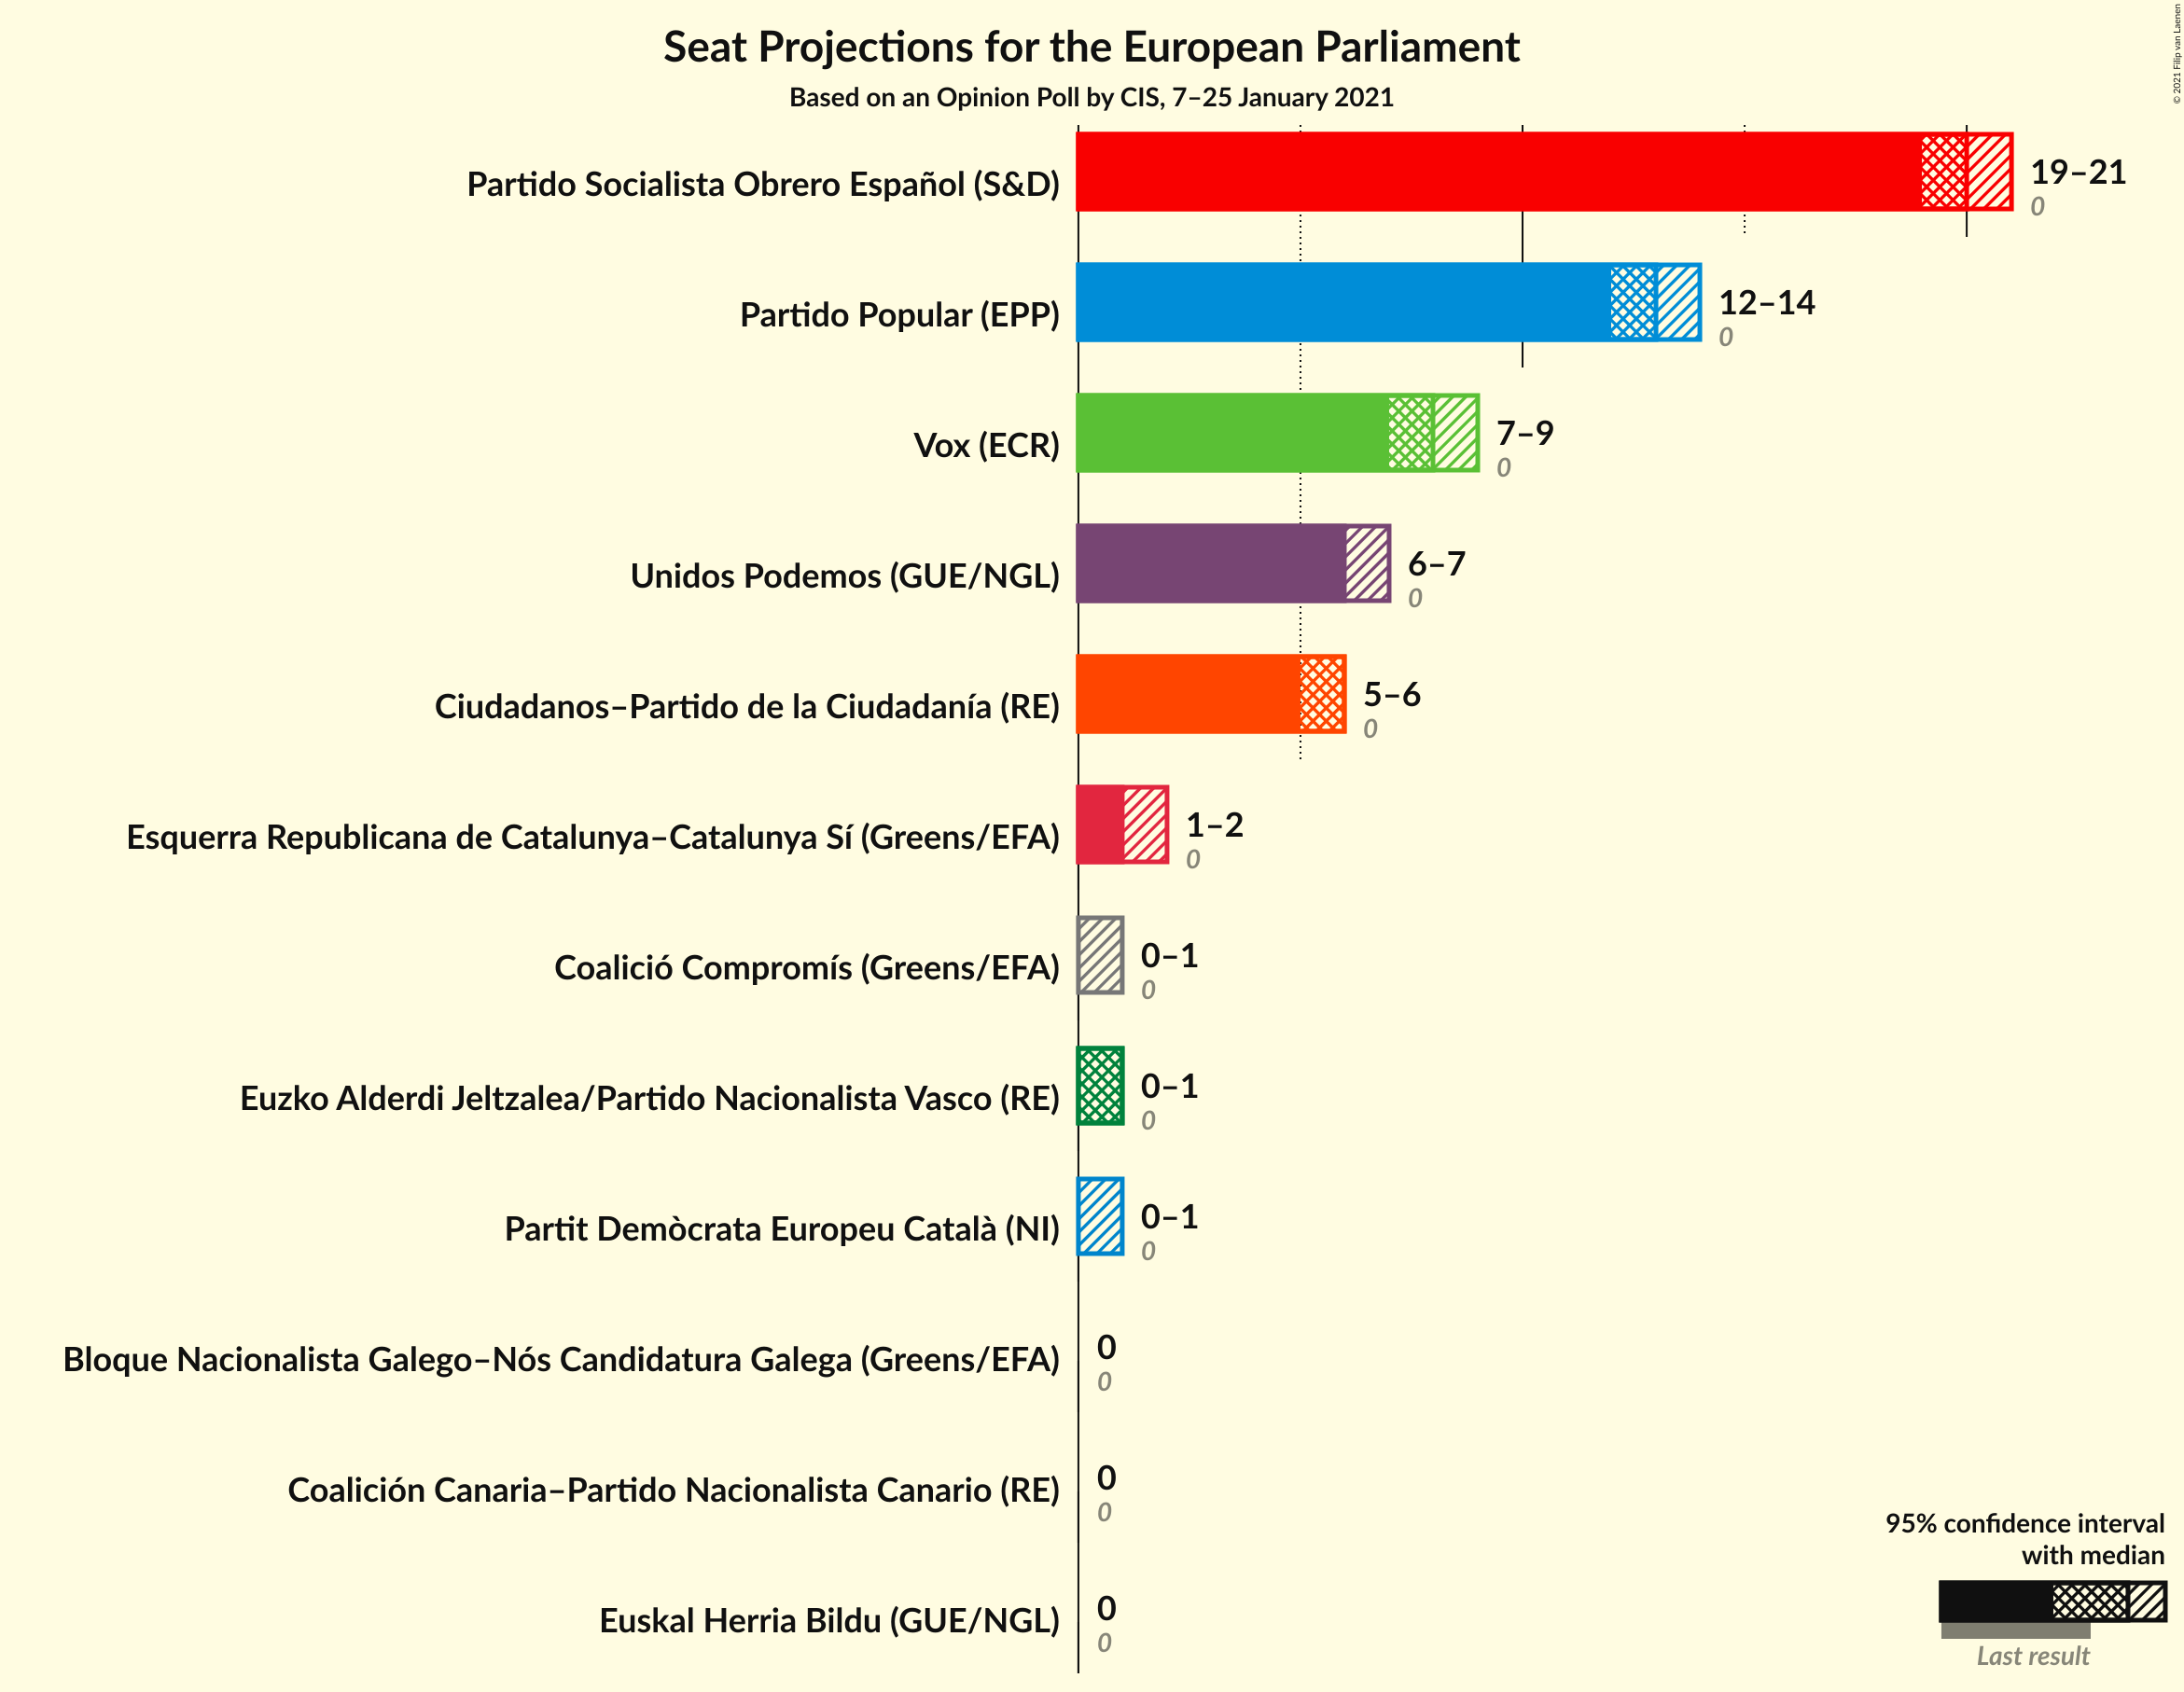 Seat Projections for the European Parliament
Based on an Opinion Poll by CIS, 7–25 January 2021
© 2021 Filip van Laenen
Partido Socialista Obrero Español (S&D)
19–21
0
Partido Popular (EPP)
12–14
0
Vox (ECR)
7–9
0
Unidos Podemos (GUE/NGL)
6–7
0
Ciudadanos–Partido de la Ciudadanía (RE)
5–6
0
Esquerra Republicana de Catalunya–Catalunya Sí (Greens/EFA)
1–2
0
Coalició Compromís (Greens/EFA)
0–1
0
Euzko Alderdi Jeltzalea/Partido Nacionalista Vasco (RE)
0–1
0
Partit Demòcrata Europeu Català (NI)
0–1
0
Bloque Nacionalista Galego–Nós Candidatura Galega (Greens/EFA)
0
0
Coalición Canaria–Partido Nacionalista Canario (RE)
0
0
Euskal Herria Bildu (GUE/NGL)
0
0
95% confidence interval
with median
Last result